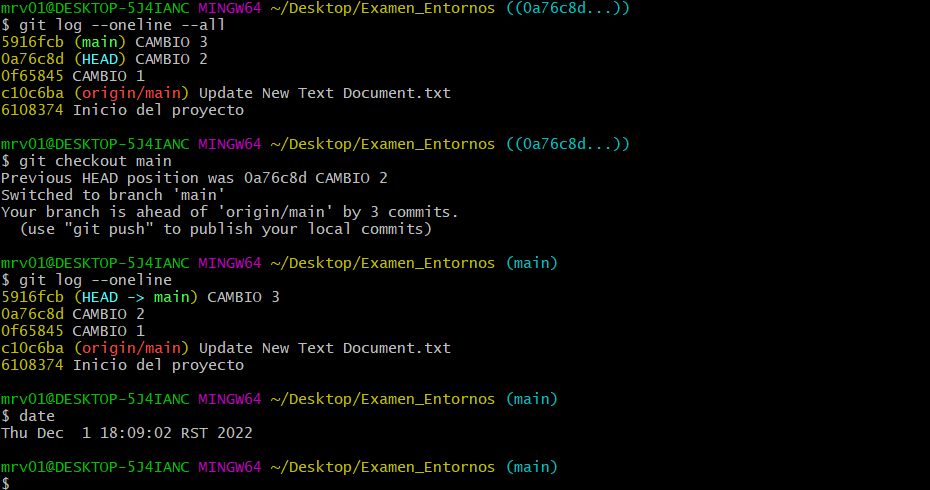 mrv01@DESKTOP-5J4IANC MINGW64 ~/Desktop/Examen_Entornos ((0a76c8d...))
$ git log --oneline --all
5916fcb (main) CAMBIO 3
0a76c8d (HEAD) CAMBIO 2
0f65845 CAMBIO 1
c10c6ba (origin/main) Update New Text Document.txt
6108374 Inicio del proyecto
mrv01@DESKTOP-5J4IANC MINGW64 ~/Desktop/Examen_Entornos ((0a76c8d...))
$ git checkout main
Previous HEAD position was 0a76c8d CAMBIO 2
Switched to branch 'main'
Your branch is ahead of 'origin/main' by 3 commits.
  (use "git push" to publish your local commits)
mrv01@DESKTOP-5J4IANC MINGW64 ~/Desktop/Examen_Entornos (main)
$ git log --oneline
5916fcb (HEAD -> main) CAMBIO 3
0a76c8d CAMBIO 2
0f65845 CAMBIO 1
c10c6ba (origin/main) Update New Text Document.txt
6108374 Inicio del proyecto
mrv01@DESKTOP-5J4IANC MINGW64 ~/Desktop/Examen_Entornos (main)
$ date
Thu Dec  1 18:09:02 RST 2022
mrv01@DESKTOP-5J4IANC MINGW64 ~/Desktop/Examen_Entornos (main)
$